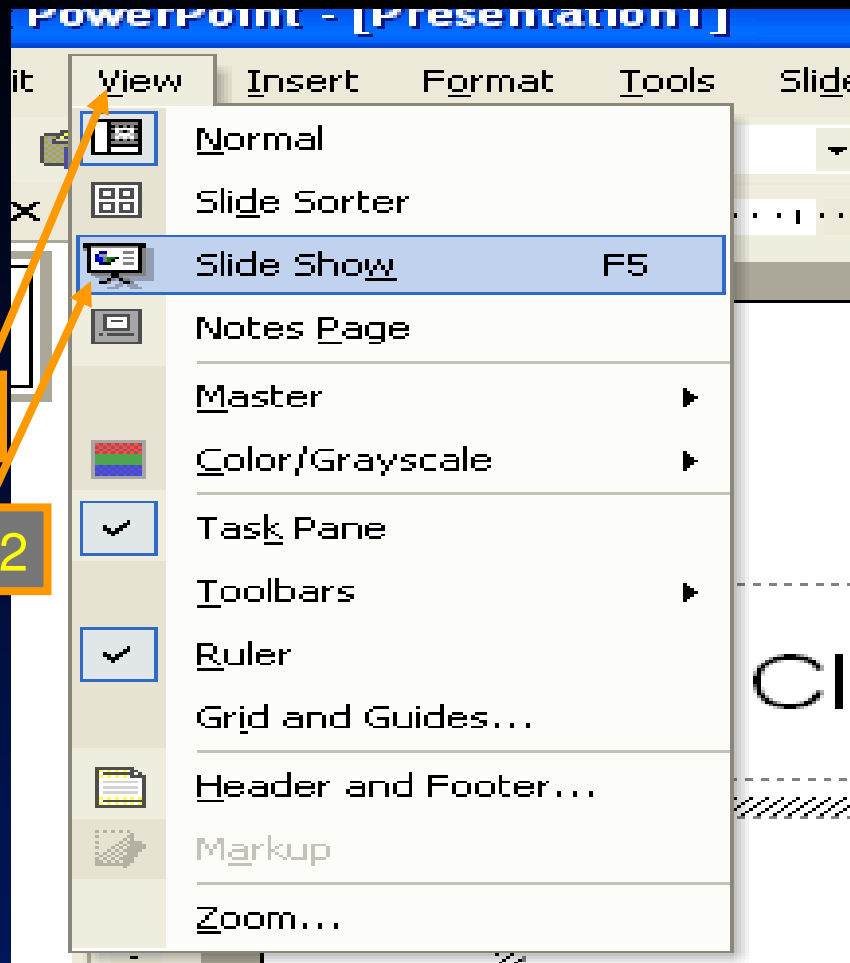 PowerPoint - [Presentation1]
it View Insert Format Tools Slide
Normal
Slide Sorter
Slide Show F5
Notes Page
Master
Color/Grayscale
Task Pane
Toolbars
2
Ruler
Cl
Grid and Guides...
Header and Footer...
Markup
Zoom...